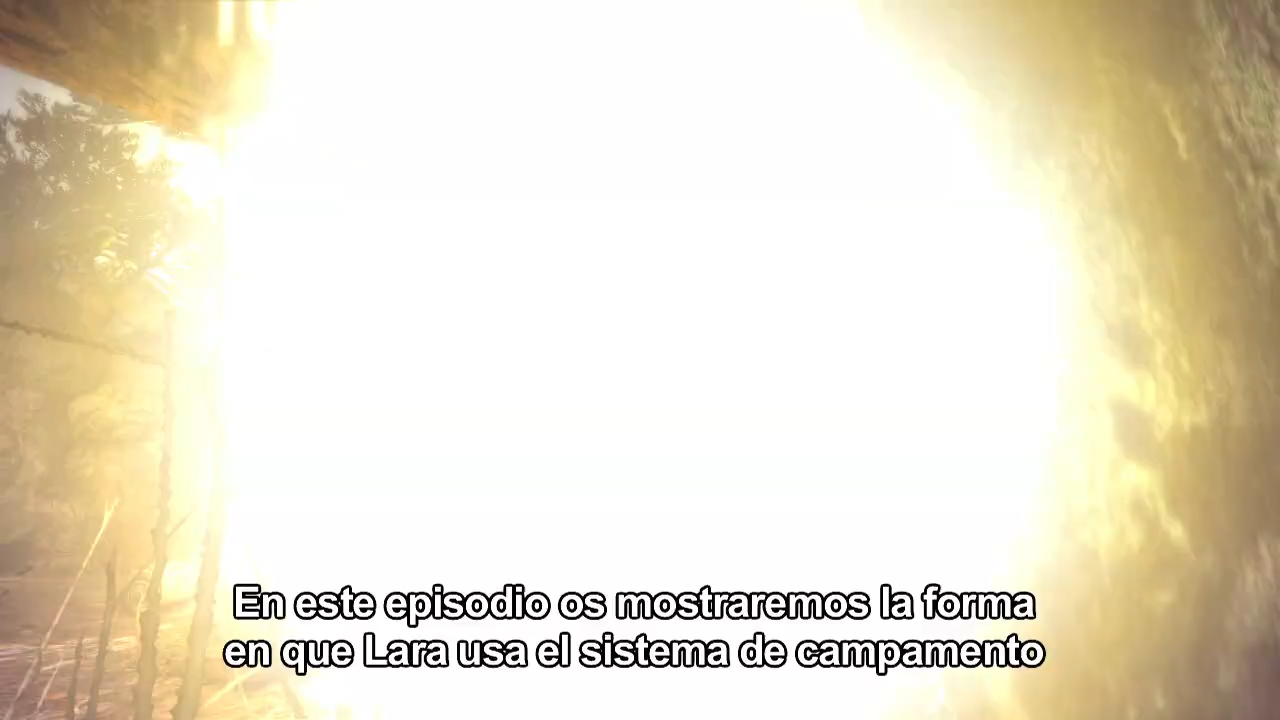 En este episodio os mostraremos la forma
en que Lara usa el sistema de campamento